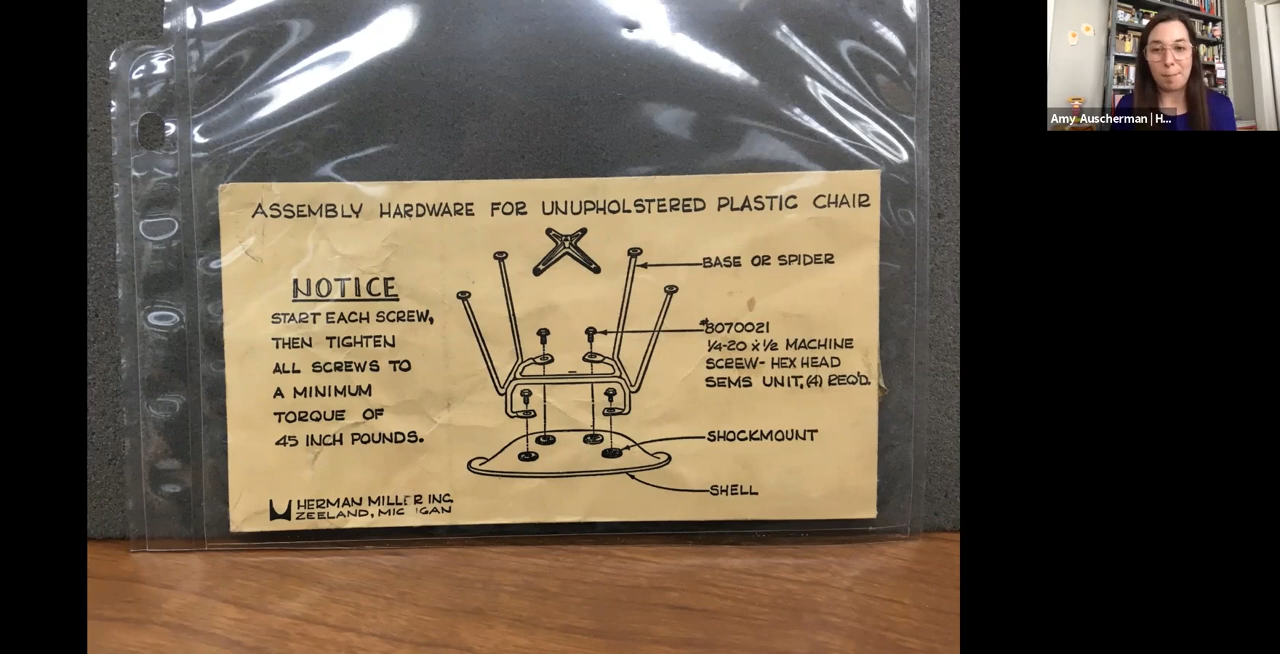 ASSEMBLY HARDWARE FOR UNUPHOLSTERED PLASTIC CHAIR
NOTICE
START EACH SCREW,
THEN TIGHTEN
ALL SCREWS TO
A MINIMUM
TORQUE OF
45 INCH POUNDS.
BASE OR SPIDER
#8070021
1/4-20 x 1/2 MACHINE
SCREW- HEX HEAD
SEMS UNIT, (4) REQ'D.
SHOCKMOUNT
SHELL
HERMAN MILLER INC
ZEELAND, MIC IGAN
Amy Auscherman | H...